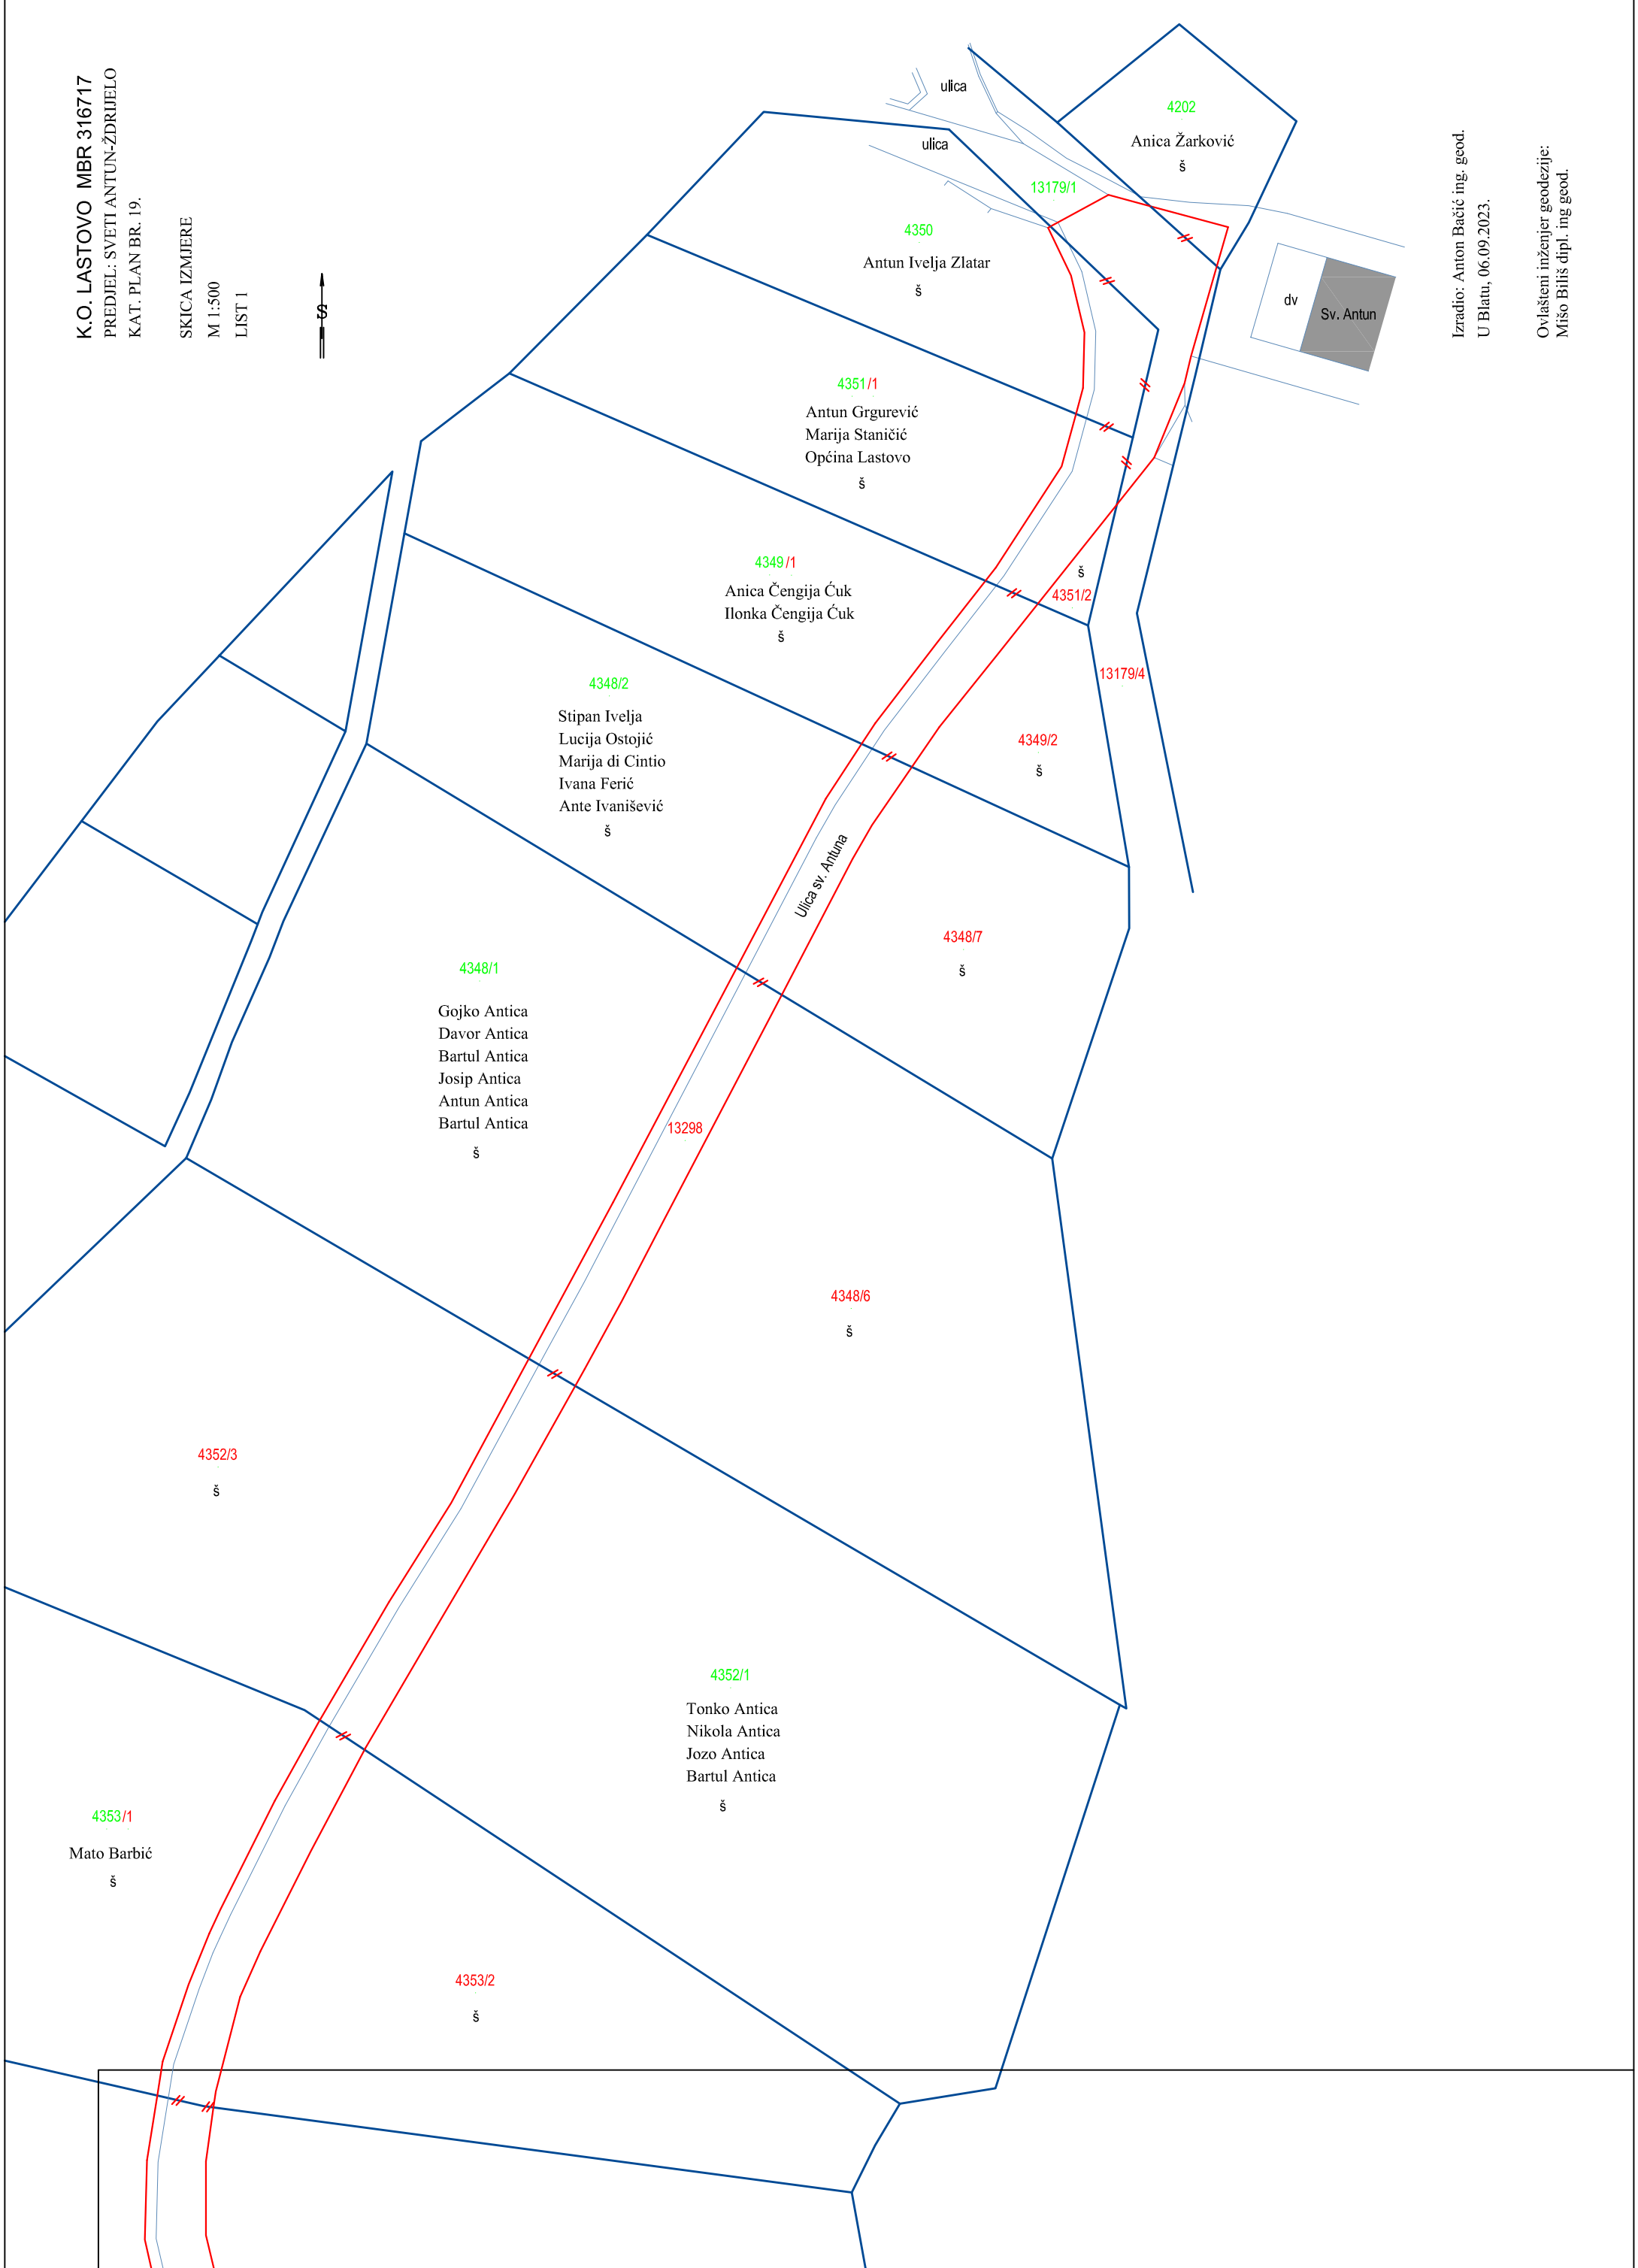 K.O. LASTOVO MBR 316717
PREDJEL: SVETI ANTUN-ŽDRIJELO
KAT. PLAN BR. 19.
SKICA IZMJERE
M 1:500
LIST 1
S
ulica
ulica
4202
Anica Žarković
š
13179/1
4350
Antun Ivelja Zlatar
š
dv
Sv. Antun
Izradio: Anton Bačić ing. geod.
U Blatu, 06.09.2023.
Ovlašteni inženjer geodezije:
Mišo Biliš dipl. ing geod.
4351/1
Antun Grgurević
Marija Staničić
Općina Lastovo
š
4349/1
Anica Čengija Ćuk
Ilonka Čengija Ćuk
š
š
4351/2
13179/4
4348/2
Stipan Ivelja
Lucija Ostojić
Marija di Cintio
Ivana Ferić
Ante Ivanišević
š
4349/2
š
Ulica sv. Antuna
4348/7
š
4348/1
Gojko Antica
Davor Antica
Bartul Antica
Josip Antica
Antun Antica
Bartul Antica
š
13298
4348/6
š
4352/3
š
4352/1
Tonko Antica
Nikola Antica
Jozo Antica
Bartul Antica
š
4353/1
Mato Barbić
š
4353/2
š